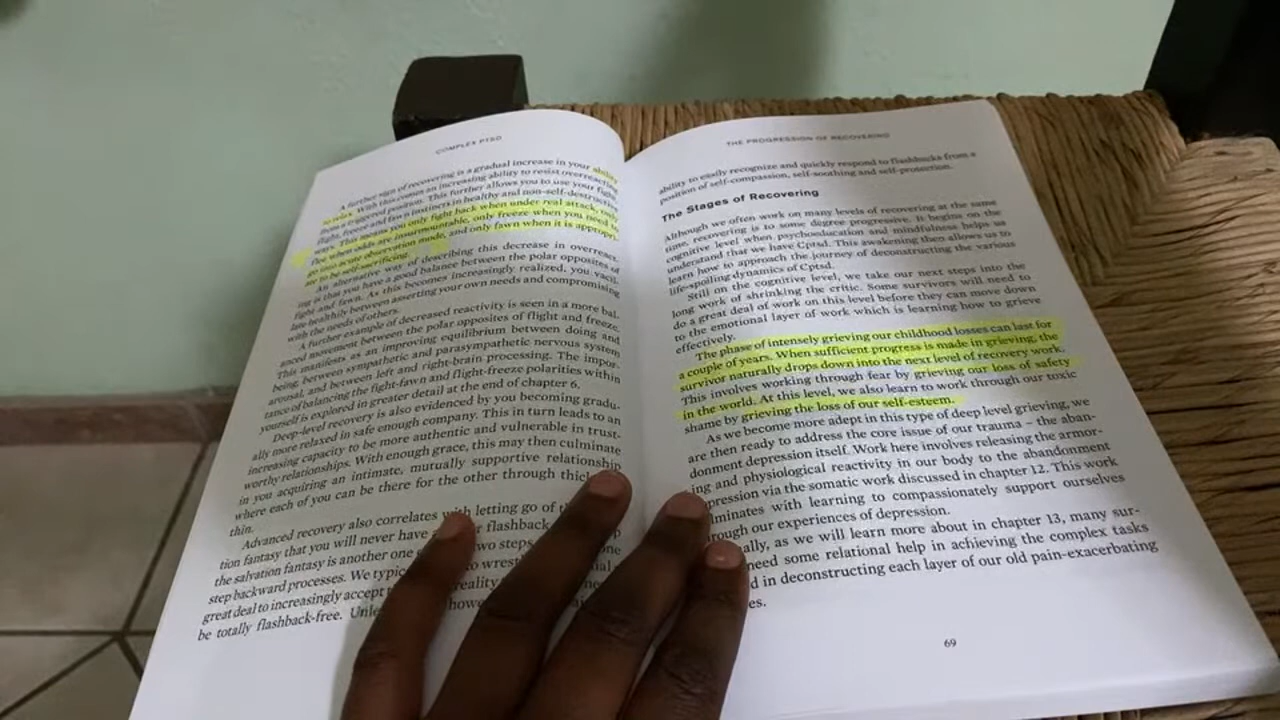 COMPLEX PTSD
A further sign of recovering is a gradual increase in your ability
to relax. With this comes an increasing ability to resist overreacting
from a triggered position. This further allows you to use your fight,
flight, freeze and fawn instincts in healthy and non-self-destructive
ways. This means you only fight back when under real attack, only
flee when odds are insurmountable, only freeze when you need to
go into acute observation mode, and only fawn when it is appropri-
ate to be self-sacrificing.
An alternative way of describing this decrease in overreact-
ing is that you have a good balance between the polar opposites of
fight and fawn. As this becomes increasingly realized, you vacil-
late healthily between asserting your own needs and compromising
with the needs of others.
A further example of decreased reactivity is seen in a more bal-
anced movement between the polar opposites of flight and freeze.
This manifests as an improving equilibrium between doing and
being, between sympathetic and parasympathetic nervous system
arousal, and between left and right-brain processing. The impor-
tance of balancing the fight-fawn and flight-freeze polarities within
yourself is explored in greater detail at the end of chapter 6.
Deep-level recovery is also evidenced by you becoming gradu-
ally more relaxed in safe enough company. This in turn leads to an
increasing capacity to be more authentic and vulnerable in trust-
worthy relationships. With enough grace, this may then culminate
in you acquiring an intimate, mutually supportive relationship
where each of you can be there for the other through thick
thin.
Advanced recovery also correlates with letting go of
tion fantasy that you will never have flashback
the salvation fantasy is another one two steps
step backward processes. We typic to wrest
great deal to increasingly accept reality
be totally flashback-free. Unle
THE PROGRESSION OF RECOVERING
ability to easily recognize and quickly respond to flashbacks from a
position of self-compassion, self-soothing and self-protection.
The Stages of Recovering
Although we often work on many levels of recovering at the same
time, recovering is to some degree progressive. It begins on the
cognitive level when psychoeducation and mindfulness helps us
understand that we have Cptsd. This awakening then allows us to
learn how to approach the journey of deconstructing the various
life-spoiling dynamics of Cptsd.
Still on the cognitive level, we take our next steps into the
long work of shrinking the critic. Some survivors will need to
do a great deal of work on this level before they can move down
to the emotional layer of work which is learning how to grieve
effectively.
The phase of intensely grieving our childhood losses can last for
a couple of years. When sufficient progress is made in grieving, the
survivor naturally drops down into the next level of recovery work.
This involves working through fear by grieving our loss of safety
in the world. At this level, we also learn to work through our toxic
shame by grieving the loss of our self-esteem.
As we become more adept in this type of deep level grieving, we
are then ready to address the core issue of our trauma – the aban-
donment depression itself. Work here involves releasing the armor-
ing and physiological reactivity in our body to the abandonment
pression via the somatic work discussed in chapter 12. This work
lminates with learning to compassionately support ourselves
rough our experiences of depression.
ally, as we will learn more about in chapter 13, many sur-
need some relational help in achieving the complex tasks
d in deconstructing each layer of our old pain-exacerbating
es.
69